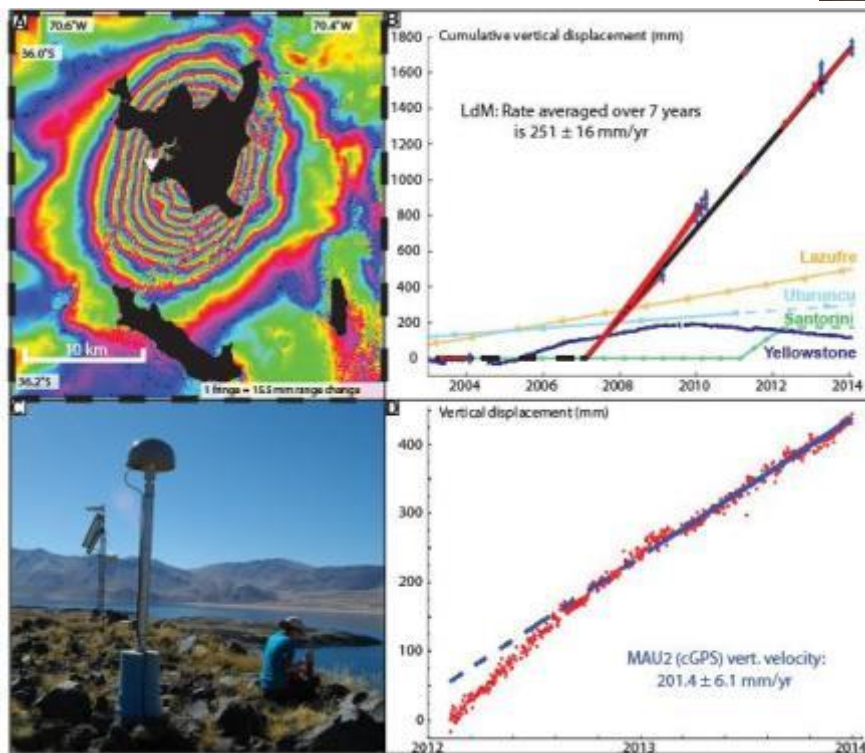 A
70.6°W
70.4°W
36.0°S
10 km
36.2°S
1 fringe = 15.5 mm range change
B
Cumulative vertical displacement (mm)
1800
1600
1400
1200
1000
800
600
400
200
0
LdM: Rate averaged over 7 years
is 251 ± 16 mm/yr
Lazufre
Uturuncu
Santorini
Yellowstone
2004
2006
2008
2010
2012
2014
C
D
Vertical displacement (mm)
400
300
200
100
0
MAU2 (cGPS) vert. velocity:
201.4 ± 6.1 mm/yr
2012
2013